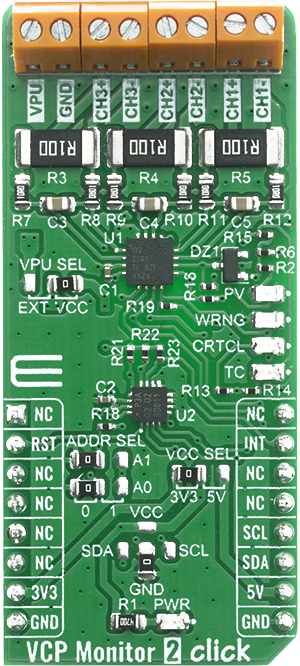 VPU GND CH3+ CH3- CH2+ CH2- CH1+ CH1-
R100 R100 R100
R3 R4 R5
R7 C3 R8 R9 C4 R10 R11 C5 R12
U1
R15
DZ1
R6
R2
VPU SEL
C1
R16
PV
EXT VCC
R19
WRNG
R22
R21 R23
CRTCL
TC
C2
R13 R14
R18
U2
NC NC
RST ADDR SEL INT
A1
VCC SEL
NC NC
A0
NC 0 1 3V3 5V NC
VCC
NC SCL
SDA SCL
NC SDA
GND
3V3 R1 PWR 5V
GND GND
VCP Monitor 2 click